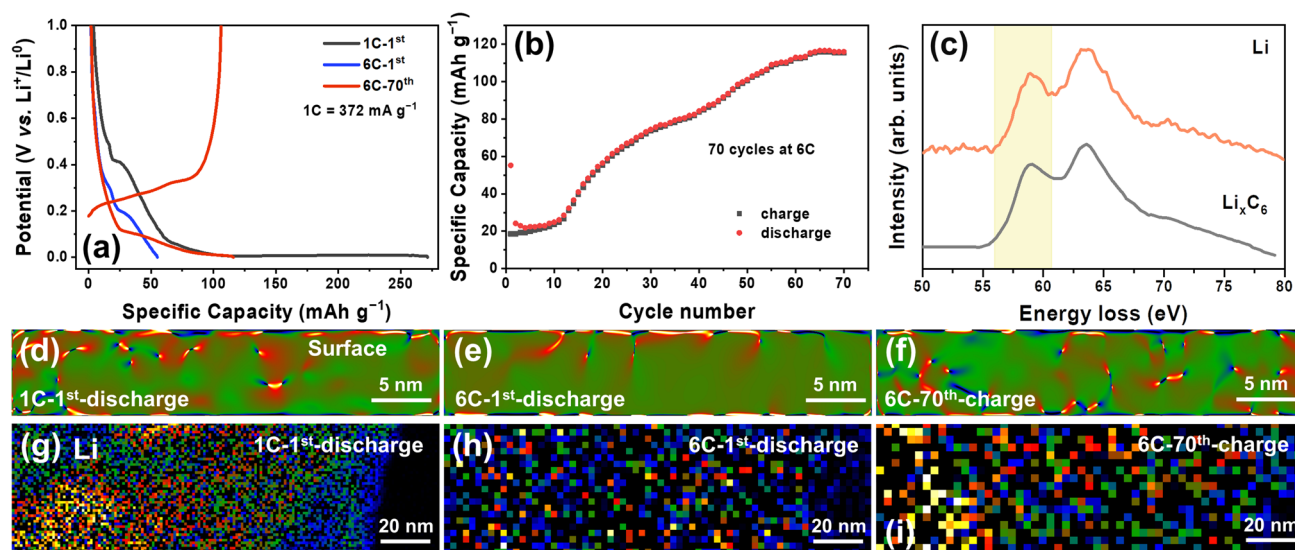 1.0
0.8
0.6
0.4
0.2
0.0
Potential (V vs. Li⁺/Li⁰)
(a)
1C-1ˢᵗ
6C-1ˢᵗ
6C-70ᵗʰ
1C = 372 mA g⁻¹
0 50 100 150 200 250
Specific Capacity (mAh g⁻¹)
120
100
80
60
40
20
0
Specific Capacity (mAh g⁻¹)
(b)
70 cycles at 6C
charge
discharge
0 10 20 30 40 50 60 70
Cycle number
(c)
Intensity (arb. units)
Li
LiₓC₆
50 55 60 65 70 75 80
Energy loss (eV)
(d) Surface
1C-1ˢᵗ-discharge 5 nm
(e)
6C-1ˢᵗ-discharge 5 nm
(f)
6C-70ᵗʰ-charge 5 nm
(g) Li 1C-1ˢᵗ-discharge
20 nm
(h) 6C-1ˢᵗ-discharge
20 nm
6C-70ᵗʰ-charge
(i) 20 nm